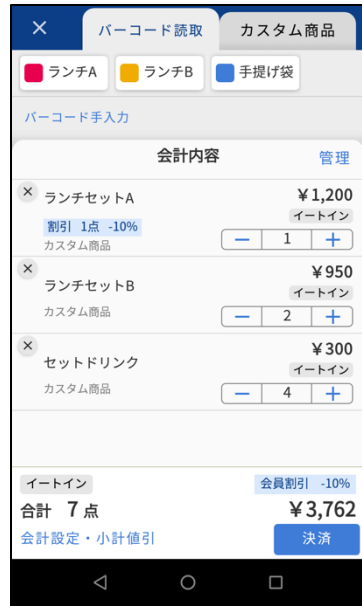 × バーコード読取 カスタム商品
ランチA ランチB 手提げ袋
バーコード手入力
会計内容 管理
ランチセットA ¥1,200
イートイン
割引 1点 -10%
カスタム商品
− 1 +
ランチセットB ¥950
イートイン
カスタム商品
− 2 +
セットドリンク ¥300
イートイン
カスタム商品
− 4 +
イートイン 会員割引 -10%
合計 7点 ¥3,762
会計設定・小計値引 決済